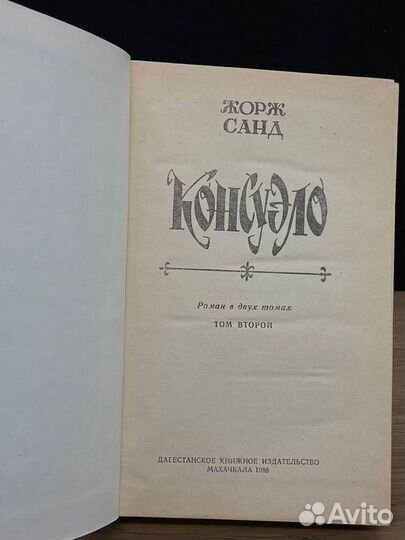 ЖОРЖ
САНД
КОНСУЭЛО
Роман в двух томах
ТОМ ВТОРОЙ
ДАГЕСТАНСКОЕ КНИЖНОЕ ИЗДАТЕЛЬСТВО
МАХАЧКАЛА 1988
Avito